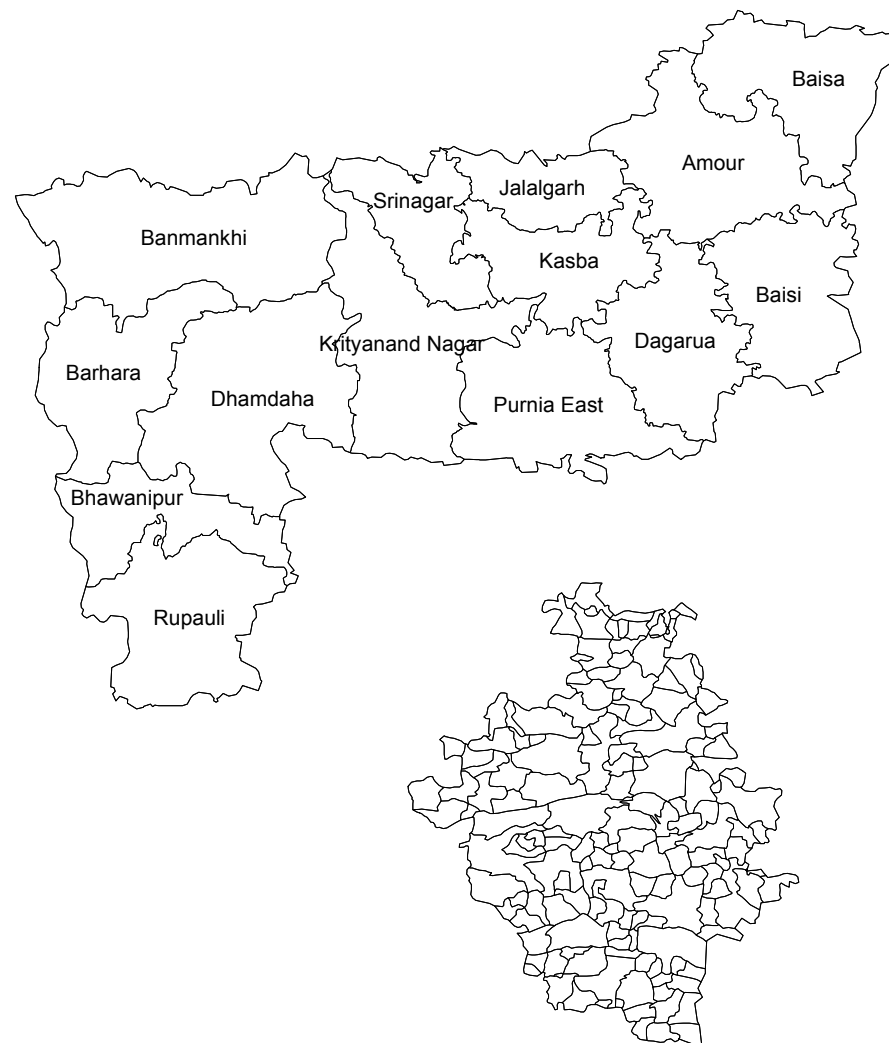 Baisa
Amour
Jalalgarh
Srinagar
Banmankhi
Kasba
Baisi
Krityanand Nagar
Dagarua
Barhara
Dhamdaha
Purnia East
Bhawanipur
Rupauli